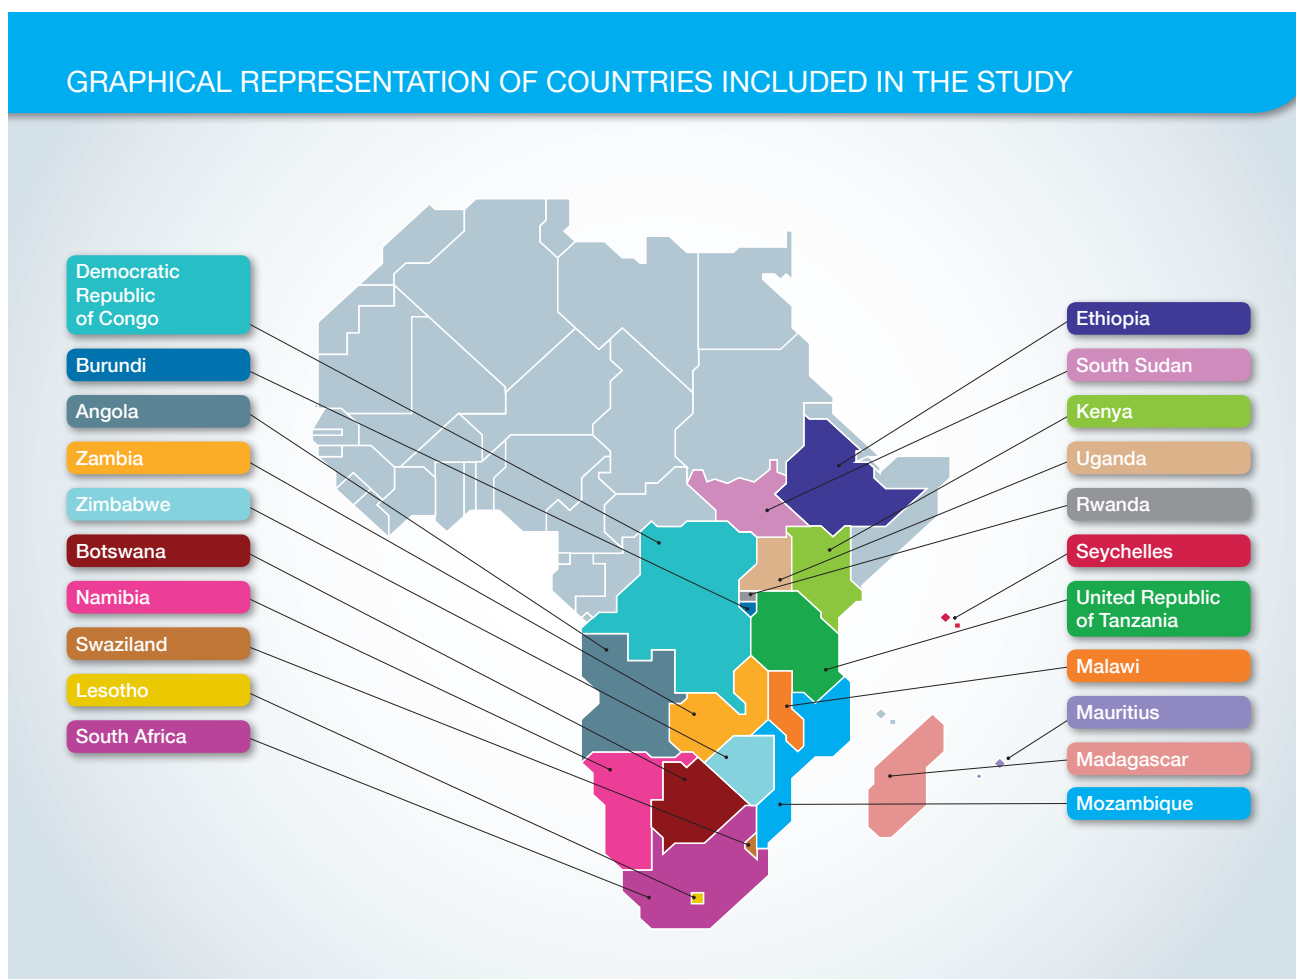 GRAPHICAL REPRESENTATION OF COUNTRIES INCLUDED IN THE STUDY
Democratic
Republic
of Congo
Burundi
Angola
Zambia
Zimbabwe
Botswana
Namibia
Swaziland
Lesotho
South Africa
Ethiopia
South Sudan
Kenya
Uganda
Rwanda
Seychelles
United Republic
of Tanzania
Malawi
Mauritius
Madagascar
Mozambique